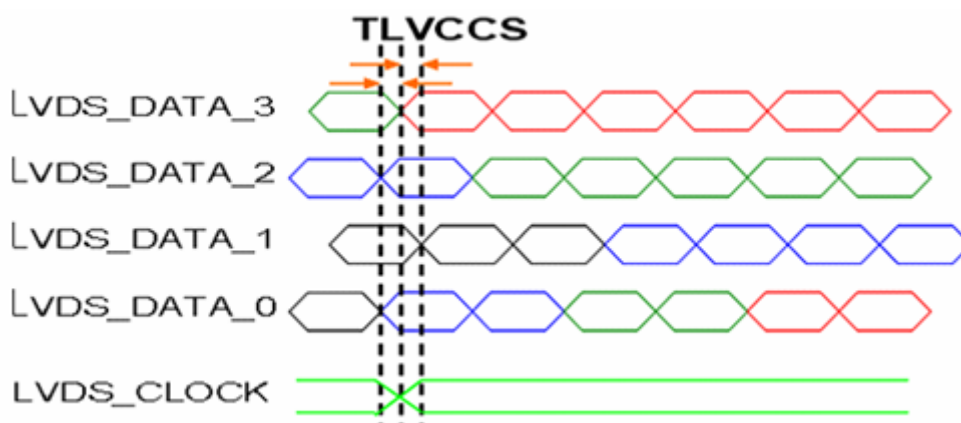 TLVCCS
LVDS_DATA_3
LVDS_DATA_2
LVDS_DATA_1
LVDS_DATA_0
LVDS_CLOCK